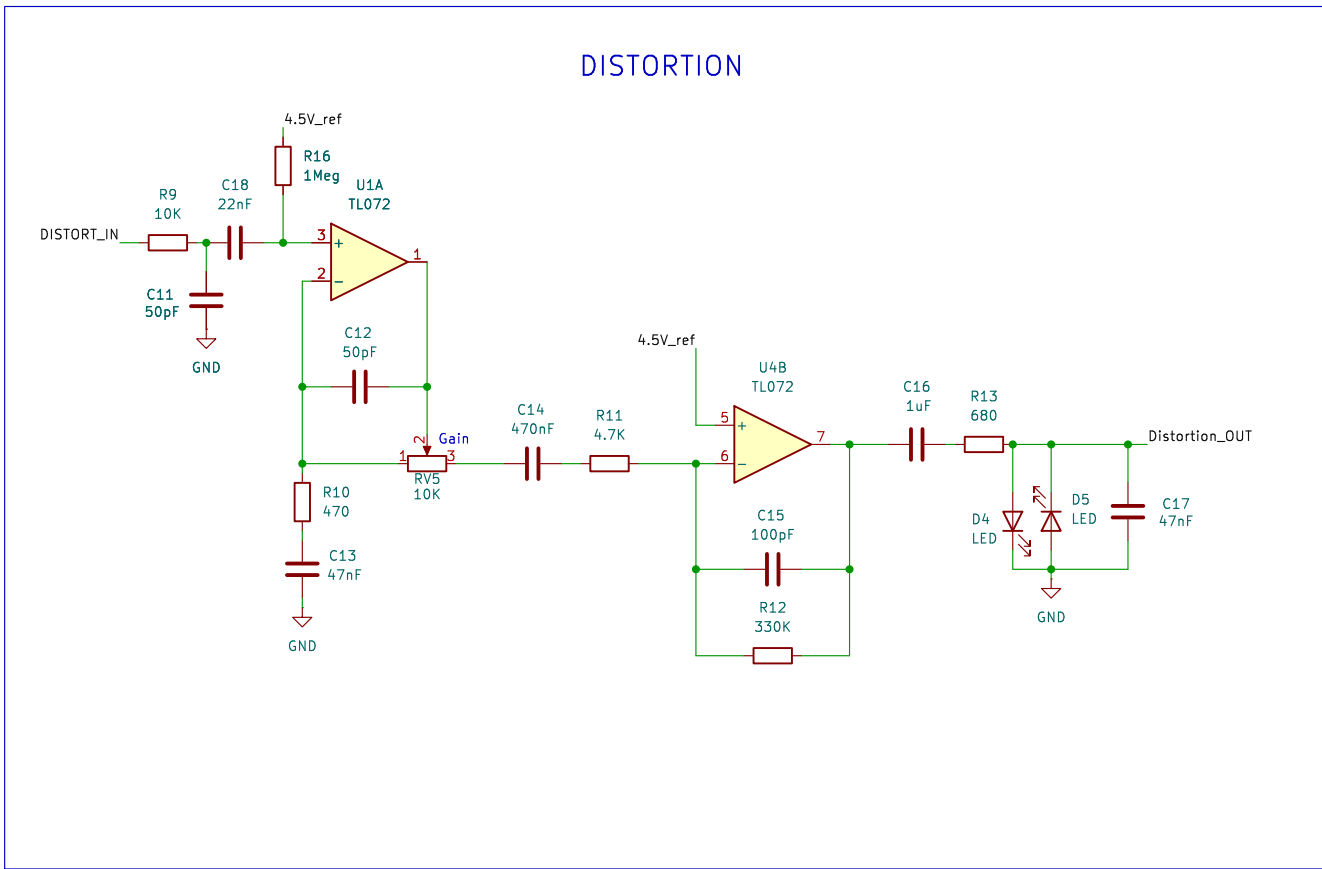 DISTORTION
4.5V_ref
R16
1Meg
U1A
TL072
R9
10K
C18
22nF
DISTORT_IN
3
+
1
2
−
C11
50pF
GND
C12
50pF
4.5V_ref
U4B
TL072
2
Gain
1
3
RV5
10K
C14
470nF
R11
4.7K
5
+
7
6
−
C16
1uF
R13
680
Distortion_OUT
R10
470
C13
47nF
GND
C15
100pF
R12
330K
D4
LED
D5
LED
C17
47nF
GND